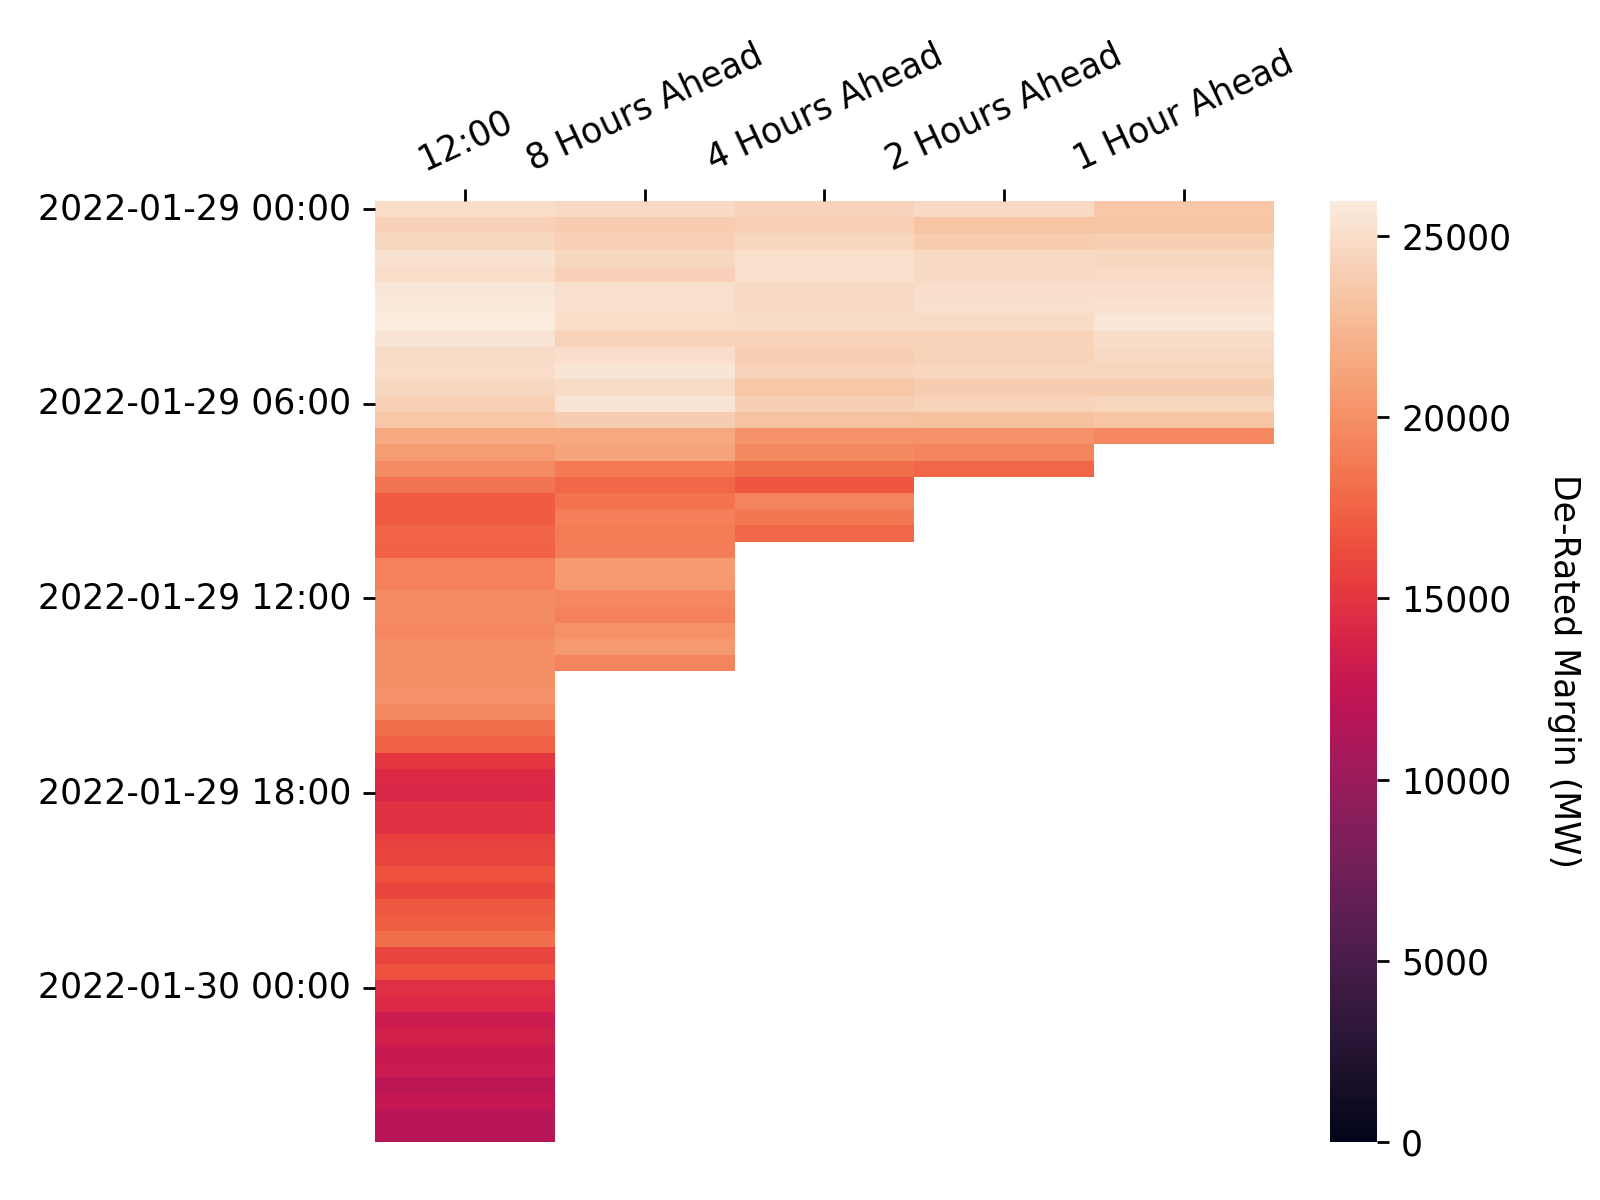 12:00
8 Hours Ahead
4 Hours Ahead
2 Hours Ahead
1 Hour Ahead
2022-01-29 00:00
2022-01-29 06:00
2022-01-29 12:00
2022-01-29 18:00
2022-01-30 00:00
25000
20000
15000
10000
5000
0
De-Rated Margin (MW)